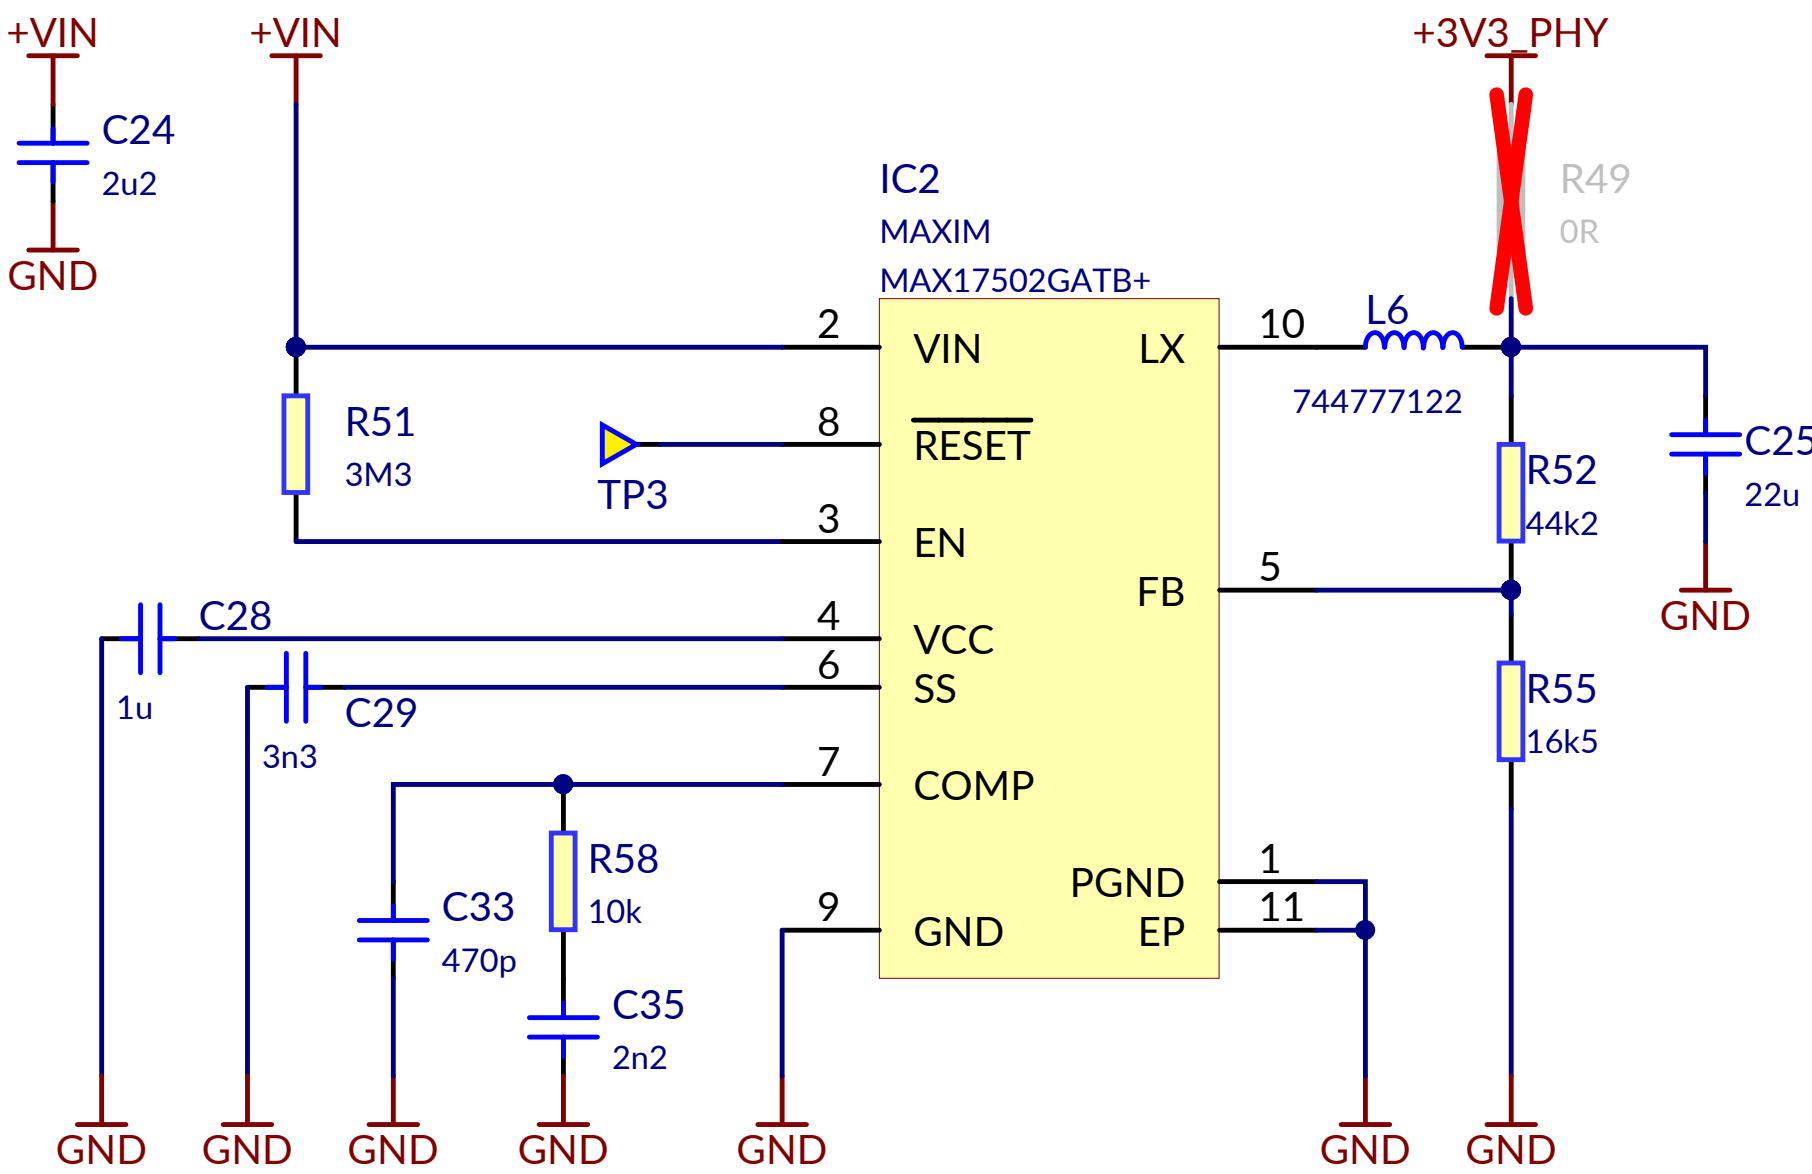 +VIN
+VIN
+3V3_PHY
C24
2u2
GND
IC2
MAXIM
MAX17502GATB+
R49
0R
2
VIN
LX
10
L6
744777122
R51
3M3
TP3
8
RESET
3
EN
R52
44k2
C25
22u
GND
5
FB
C28
1u
4
VCC
6
SS
C29
3n3
R55
16k5
7
COMP
R58
10k
C33
470p
C35
2n2
1
PGND
11
EP
9
GND
GND
GND
GND
GND
GND
GND
GND